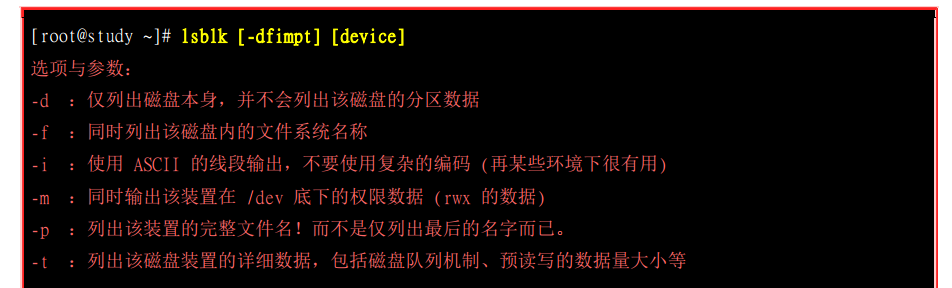 [root@study ~]# lsblk [-dfimpt] [device]
选项与参数：
-d ：仅列出磁盘本身，并不会列出该磁盘的分区数据
-f ：同时列出该磁盘内的文件系统名称
-i ：使用 ASCII 的线段输出，不要使用复杂的编码 (再某些环境下很有用)
-m ：同时输出该装置在 /dev 底下的权限数据 (rwx 的数据)
-p ：列出该装置的完整文件名！而不是仅列出最后的名字而已。
-t ：列出该磁盘装置的详细数据，包括磁盘队列机制、预读写的数据量大小等